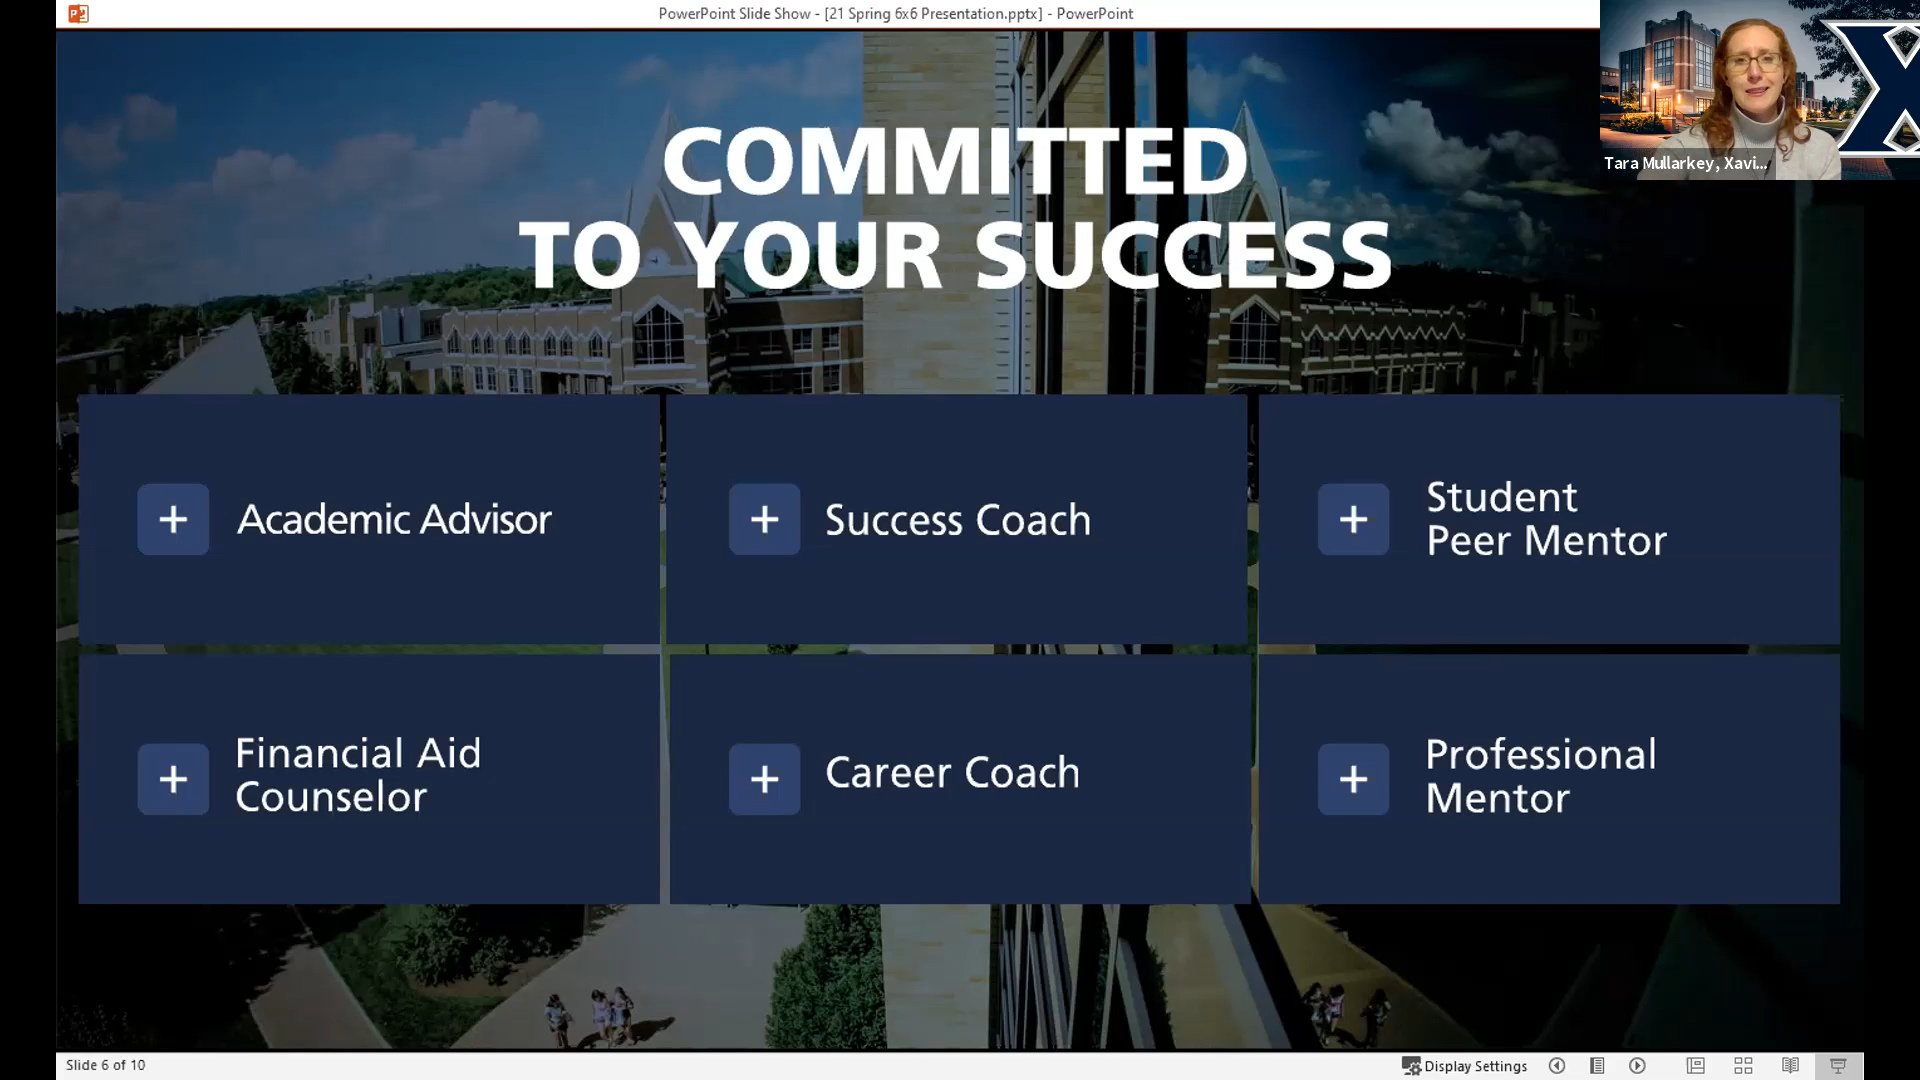 PowerPoint Slide Show - [21 Spring 6x6 Presentation.pptx] - PowerPoint
X
Tara Mullarkey, Xavi...
COMMITTED
TO YOUR SUCCESS
+ Academic Advisor
+ Success Coach
+ Student
Peer Mentor
+ Financial Aid
Counselor
+ Career Coach
+ Professional
Mentor
Slide 6 of 10
Display Settings